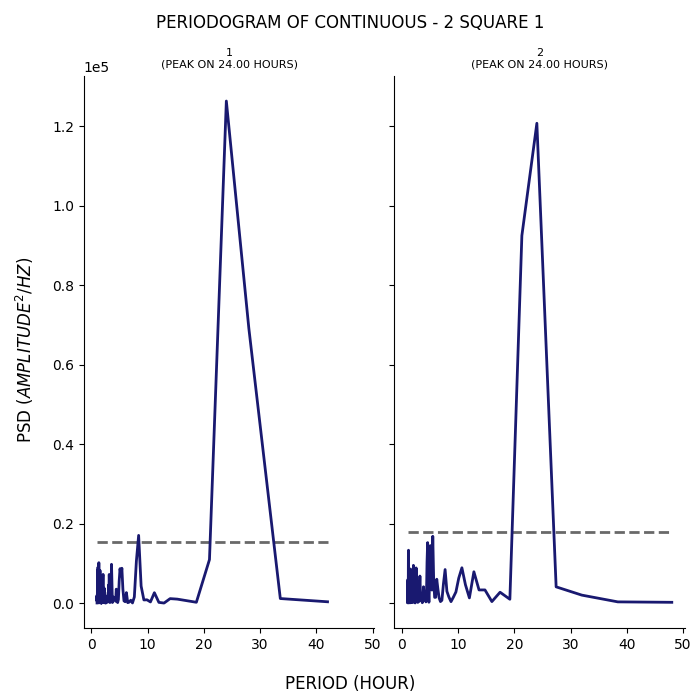 PERIODOGRAM OF CONTINUOUS - 2 SQUARE 1
1
(PEAK ON 24.00 HOURS)
2
(PEAK ON 24.00 HOURS)
1e5
1.2
1.0
0.8
0.6
0.4
0.2
0.0
PSD (AMPLITUDE²/HZ)
0 10 20 30 40 50
0 10 20 30 40 50
PERIOD (HOUR)